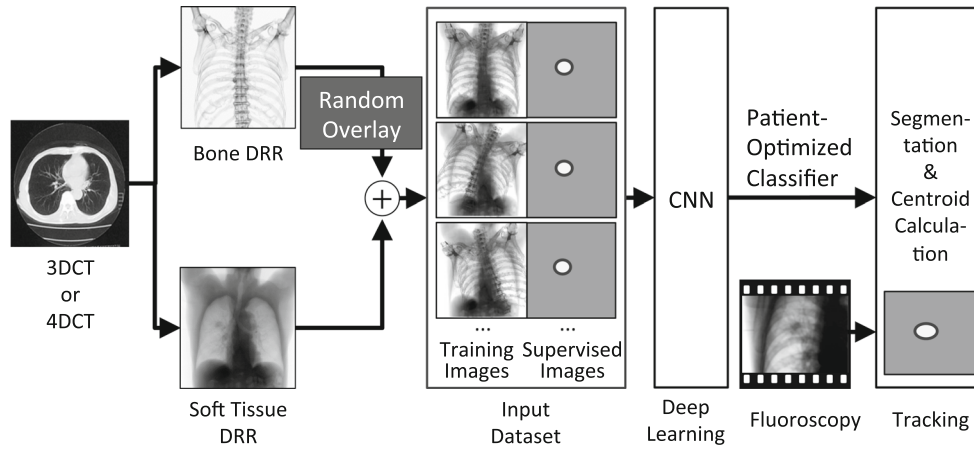 3DCT
or
4DCT
Bone DRR
Soft Tissue
DRR
Random
Overlay
+
...
...
Training
Images
Supervised
Images
Input
Dataset
CNN
Deep
Learning
Patient-
Optimized
Classifier
Fluoroscopy
Segmen-
tation
&
Centroid
Calcula-
tion
Tracking